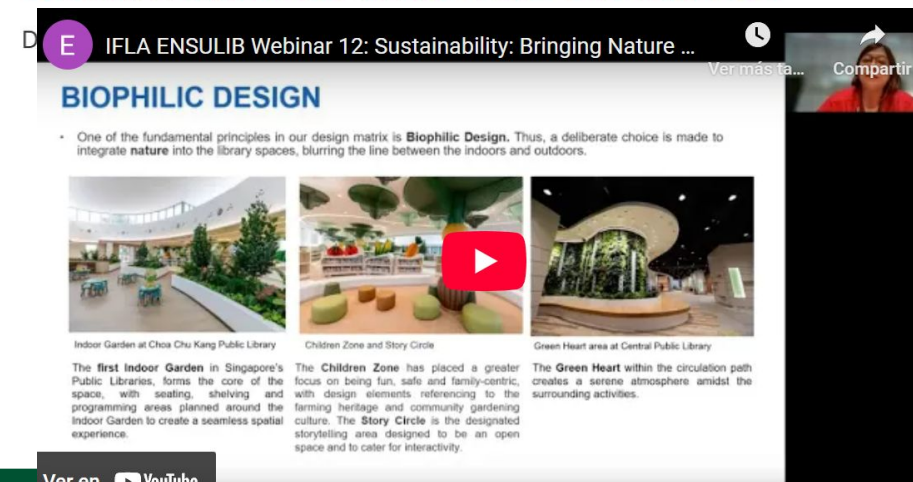 D
E
IFLA ENSULIB Webinar 12: Sustainability: Bringing Nature ...
Ver más ta...
Compartir
BIOPHILIC DESIGN
• One of the fundamental principles in our design matrix is Biophilic Design. Thus, a deliberate choice is made to
integrate nature into the library spaces, blurring the line between the indoors and outdoors.
Indoor Garden at Choa Chu Kang Public Library
The first Indoor Garden in Singapore's
Public Libraries, forms the core of the
space, with seating, shelving and
programming areas planned around the
Indoor Garden to create a seamless spatial
experience.
Children Zone and Story Circle
The Children Zone has placed a greater
focus on being fun, safe and family-centric,
with design elements referencing to the
farming heritage and community gardening
culture. The Story Circle is the designated
storytelling area designed to be an open
space and to cater for interactivity.
Green Heart area at Central Public Library
The Green Heart within the circulation path
creates a serene atmosphere amidst the
surrounding activities.
Ver en YouTube